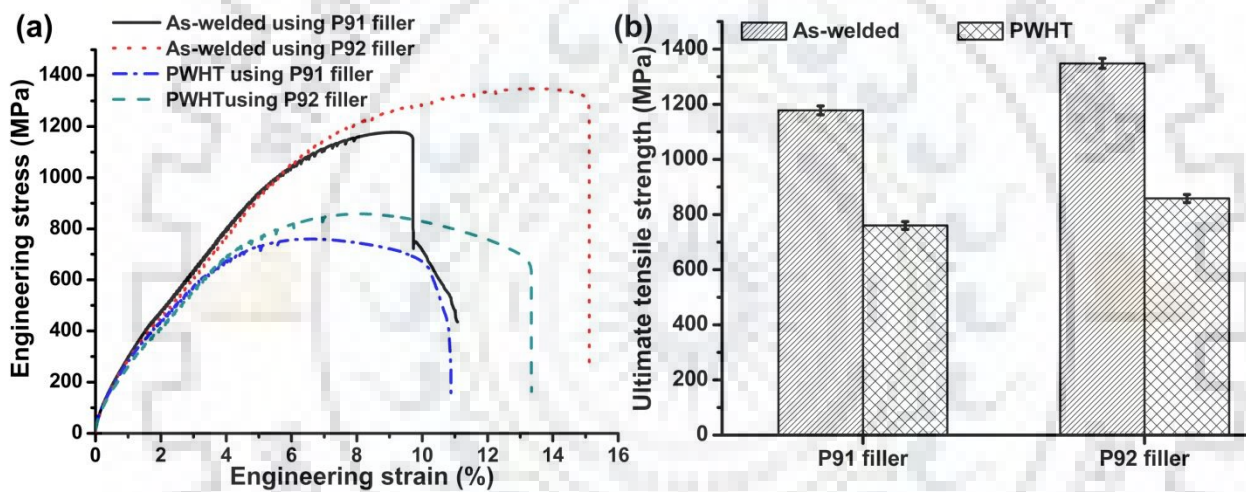 (a)
As-welded using P91 filler
As-welded using P92 filler
PWHT using P91 filler
PWHTusing P92 filler
Engineering stress (MPa)
1400
1200
1000
800
600
400
200
0
0 2 4 6 8 10 12 14 16
Engineering strain (%)
(b)
As-welded PWHT
Ultimate tensile strength (MPa)
1400
1200
1000
800
600
400
200
0
P91 filler P92 filler